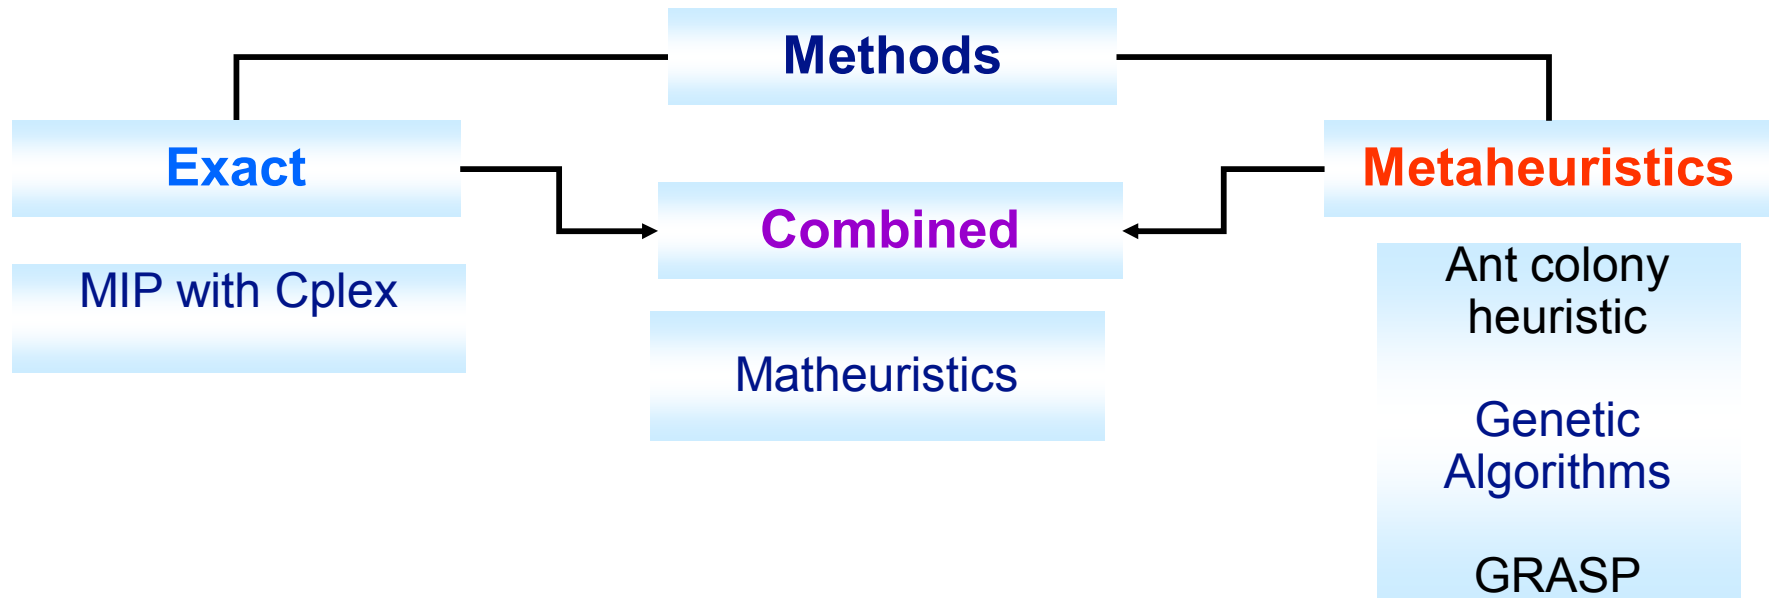 Methods
Exact
Metaheuristics
Combined
MIP with Cplex
Matheuristics
Ant colony
heuristic
Genetic
Algorithms
GRASP